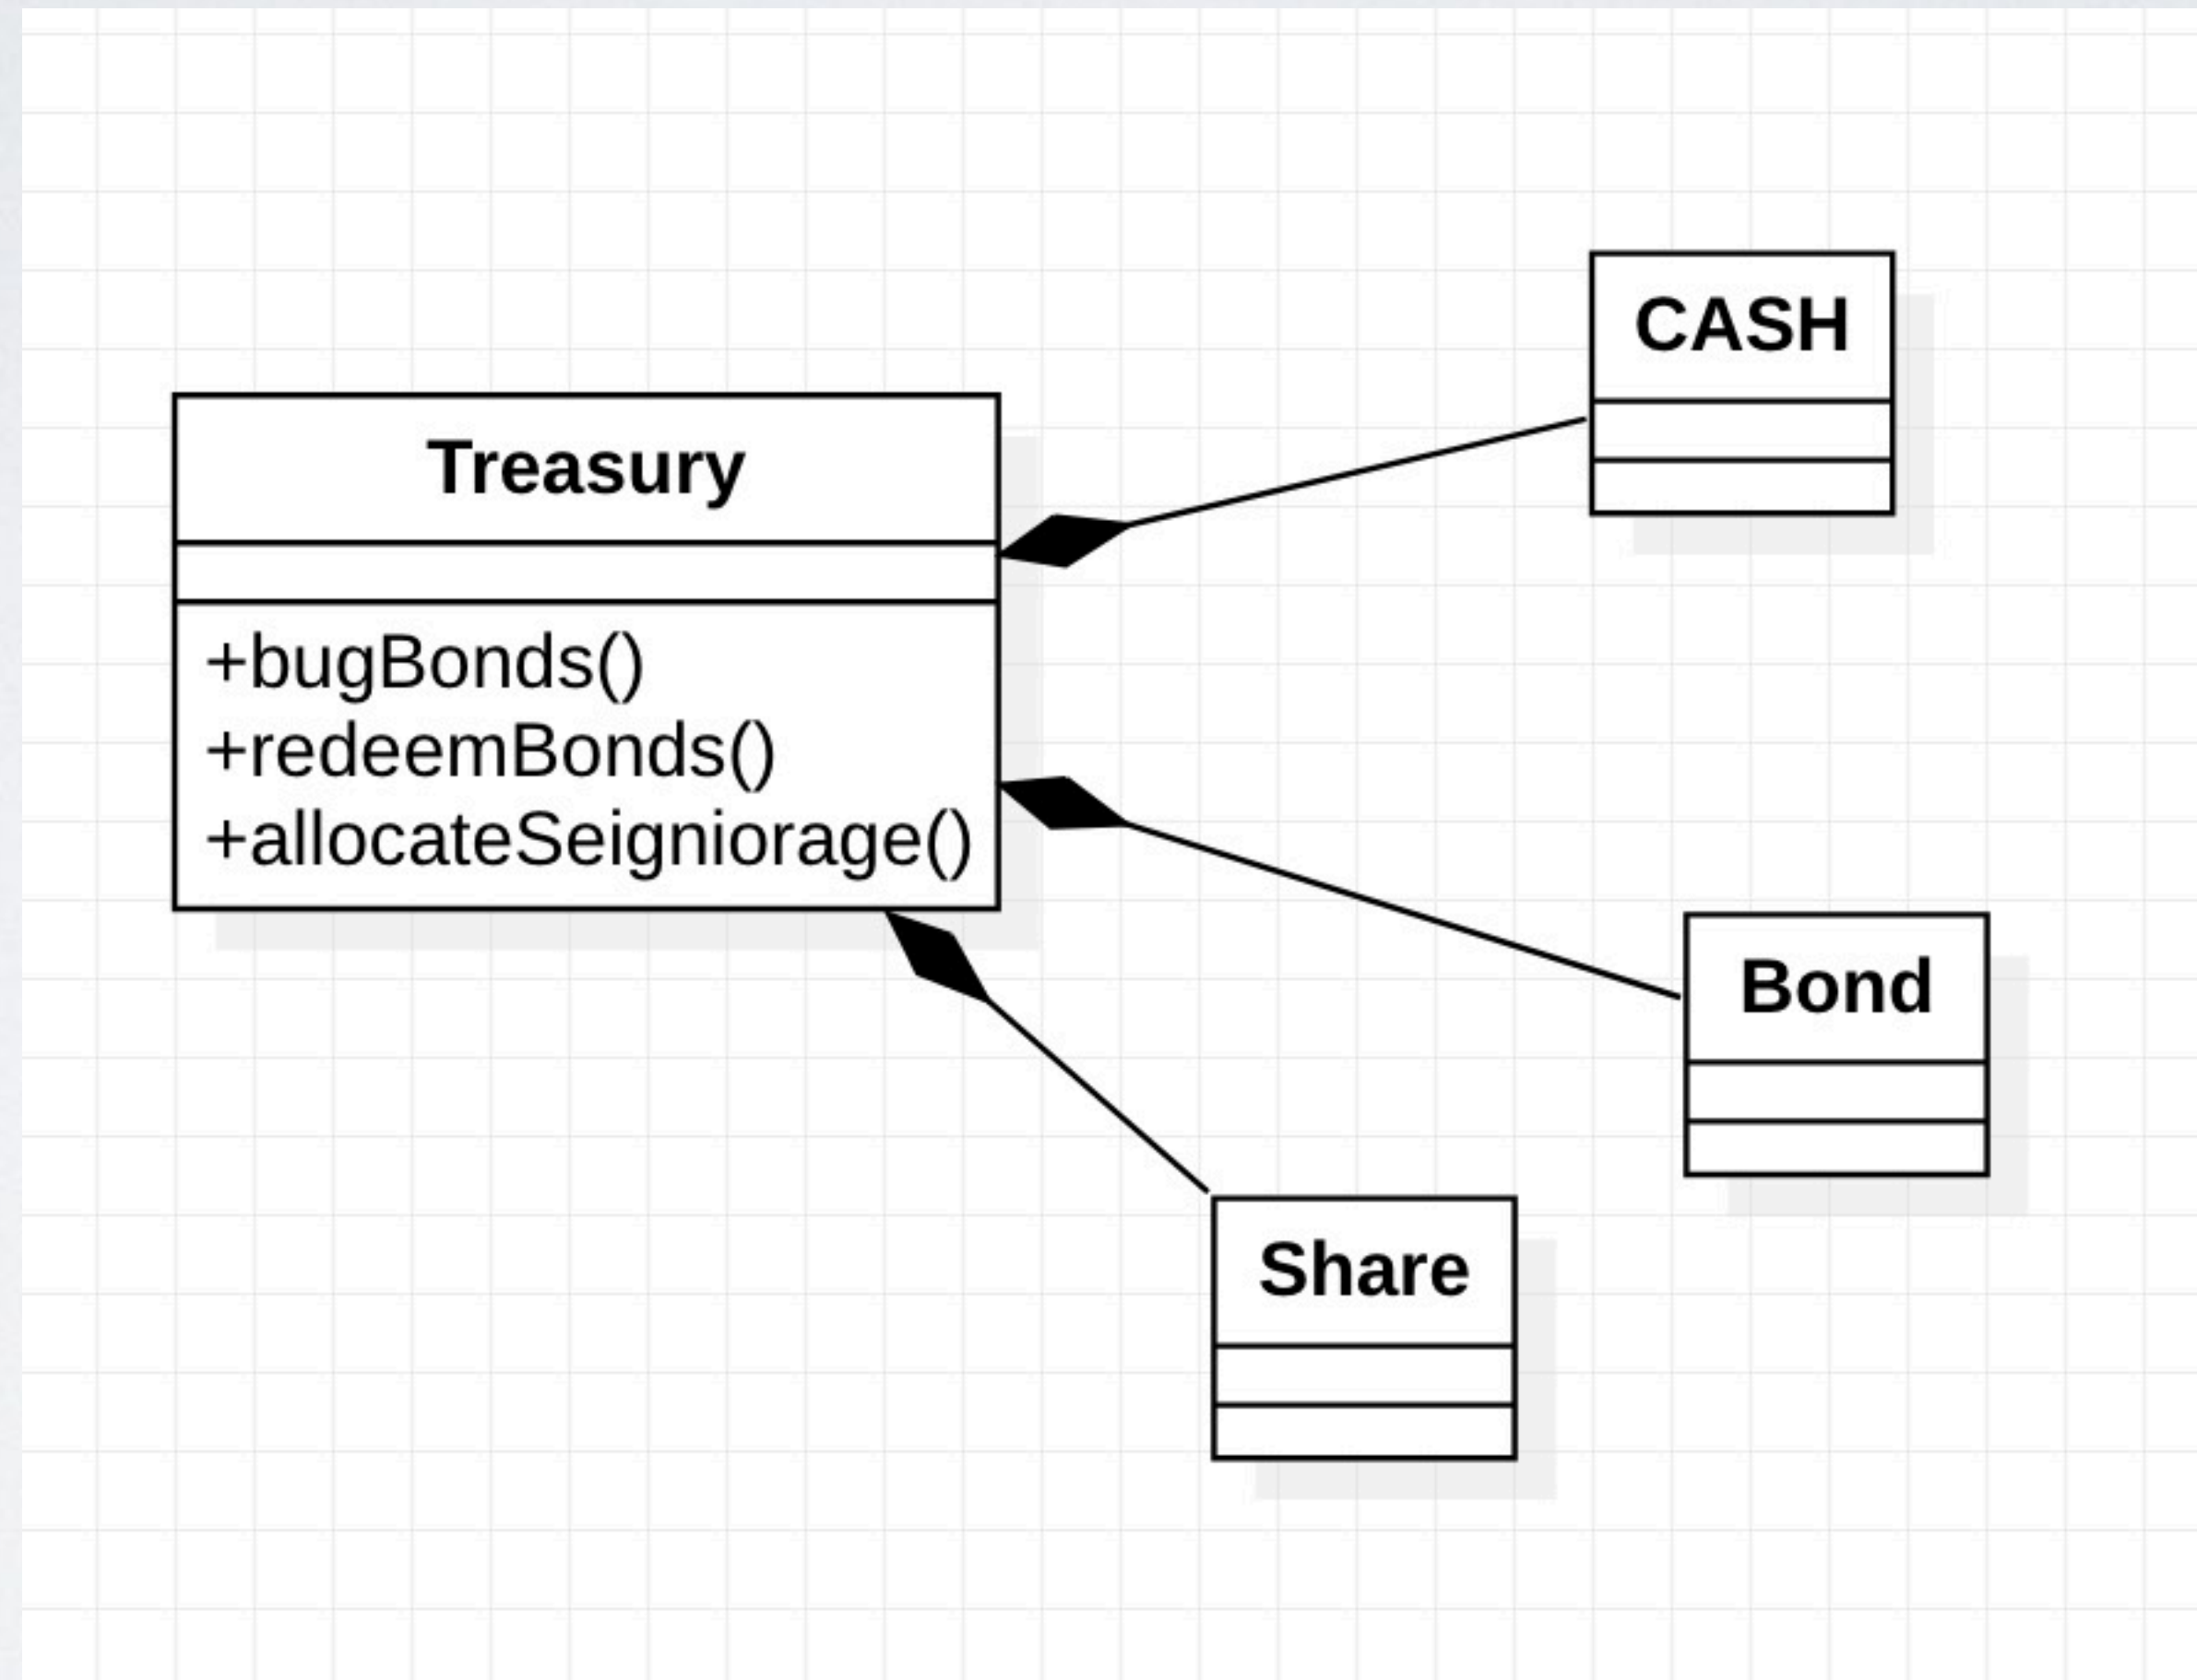 Treasury
+bugBonds()
+redeemBonds()
+allocateSeigniorage()
CASH
Bond
Share